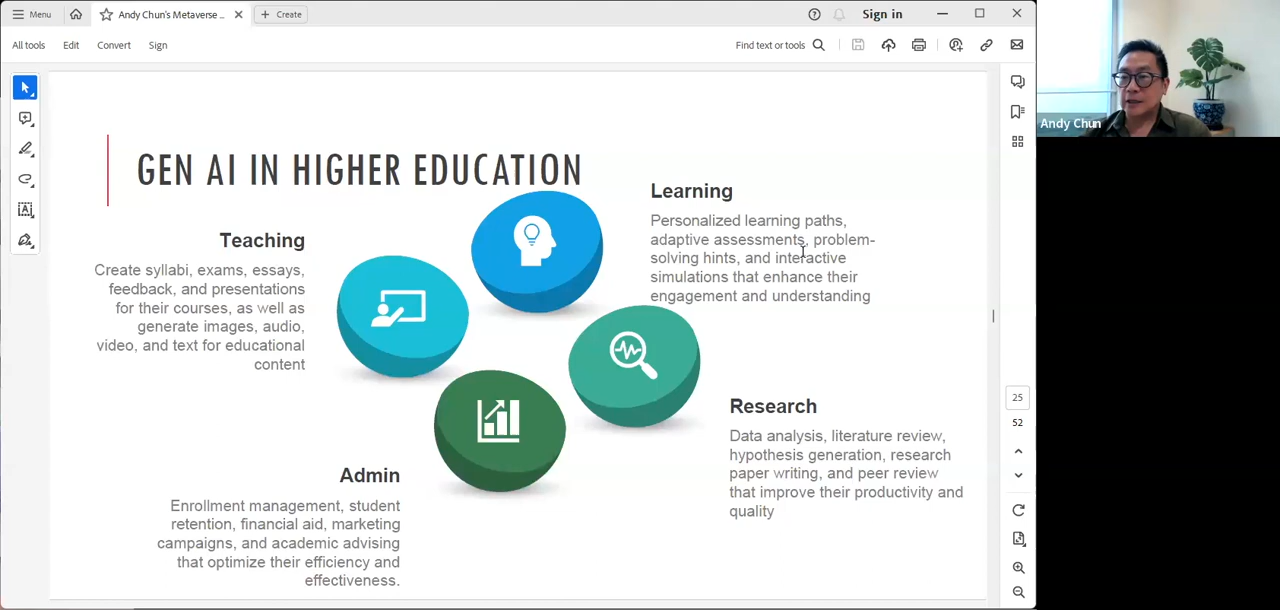 Menu
Andy Chun's Metaverse ...
Create
Sign in
All tools
Edit
Convert
Sign
Find text or tools
Andy Chun
GEN AI IN HIGHER EDUCATION
Learning
Personalized learning paths,
adaptive assessments, problem-
solving hints, and interactive
simulations that enhance their
engagement and understanding
Teaching
Create syllabi, exams, essays,
feedback, and presentations
for their courses, as well as
generate images, audio,
video, and text for educational
content
Research
Data analysis, literature review,
hypothesis generation, research
paper writing, and peer review
that improve their productivity and
quality
Admin
Enrollment management, student
retention, financial aid, marketing
campaigns, and academic advising
that optimize their efficiency and
effectiveness.
25
52